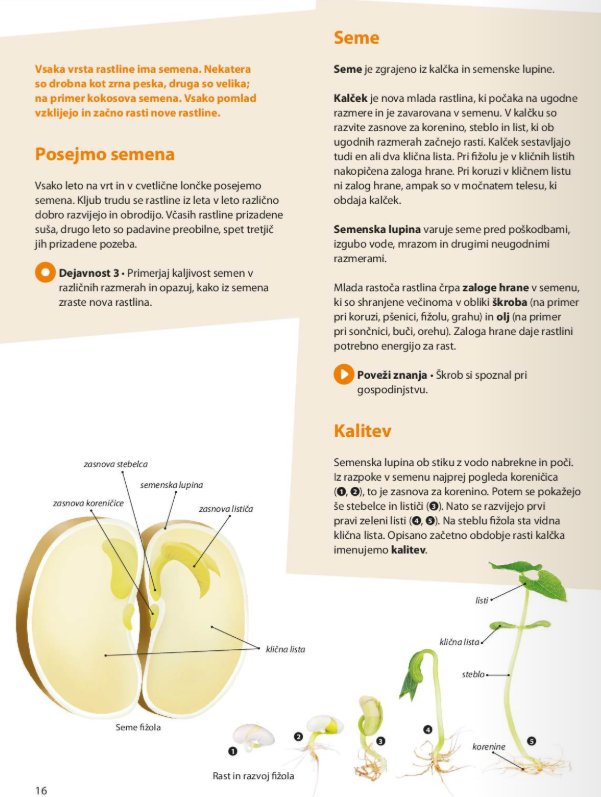 Vsaka vrsta rastline ima semena. Nekatera
so drobna kot zrna peska, druga so velika;
na primer kokosova semena. Vsako pomlad
vzklijejo in začno rasti nove rastline.
Posejmo semena
Vsako leto na vrt in v cvetlične lončke posejemo
semena. Kljub trudu se rastline iz leta v leto različno
dobro razvijejo in obrodijo. Včasih rastline prizadene
suša, drugo leto so padavine preobilne, spet tretjič
jih prizadene pozeba.
Dejavnost 3 • Primerjaj kaljivost semen v
različnih razmerah in opazuj, kako iz semena
zraste nova rastlina.
Seme
Seme je zgrajeno iz kalčka in semenske lupine.
Kalček je nova mlada rastlina, ki počaka na ugodne
razmere in je zavarovana v semenu. V kalčku so
razvite zasnove za korenino, steblo in list, ki ob
ugodnih razmerah začnejo rasti. Kalček sestavljajo
tudi en ali dva klična lista. Pri fižolu je v kličnih listih
nakopičena zaloga hrane. Pri koruzi v kličnem listu
ni zalog hrane, ampak so v močnatem telesu, ki
obdaja kalček.
Semenska lupina varuje seme pred poškodbami,
izgubo vode, mrazom in drugimi neugodnimi
razmerami.
Mlada rastoča rastlina črpa zaloge hrane v semenu,
ki so shranjene večinoma v obliki škroba (na primer
pri koruzi, pšenici, fižolu, grahu) in olj (na primer
pri sončnici, buči, orehu). Zaloga hrane daje rastlini
potrebno energijo za rast.
Poveži znanja • Škrob si spoznal pri
gospodinjstvu.
Kalitev
Semenska lupina ob stiku z vodo nabrekne in poči.
Iz razpoke v semenu najprej pogleda koreničica
(❶, ❷), to je zasnova za korenino. Potem se pokažejo
še stebelce in lističi (❸). Nato se razvijejo prvi
pravi zeleni listi (❹, ❺). Na steblu fižola sta vidna
klična lista. Opisano začetno obdobje rasti kalčka
imenujemo kalitev.
zasnova stebelca
semenska lupina
zasnova koreničice
zasnova lističa
klična lista
Seme fižola
listi
klična lista
steblo
korenine
❶
❷
❸
❹
❺
Rast in razvoj fižola
16